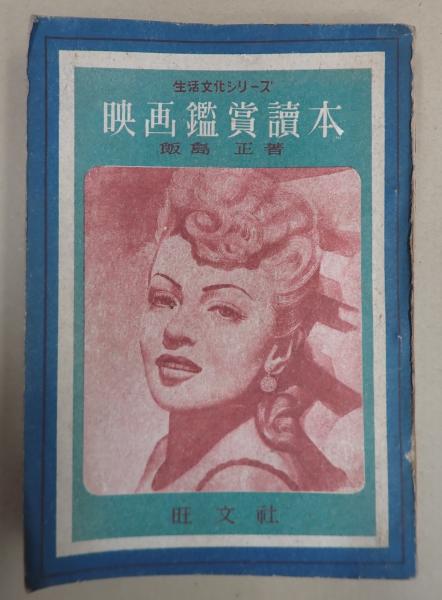 生活文化シリーズ
映画鑑賞讀本
飯島 正著
旺文社